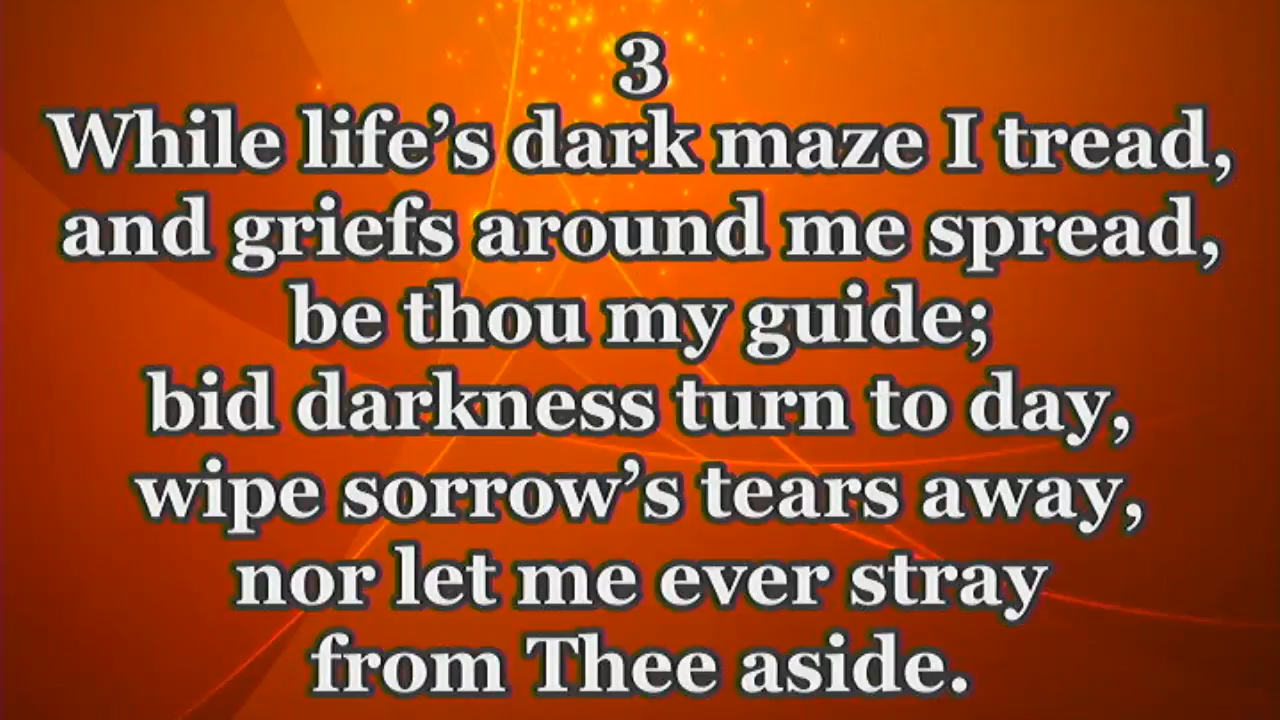 3
While life’s dark maze I tread,
and griefs around me spread,
be thou my guide;
bid darkness turn to day,
wipe sorrow’s tears away,
nor let me ever stray
from Thee aside.